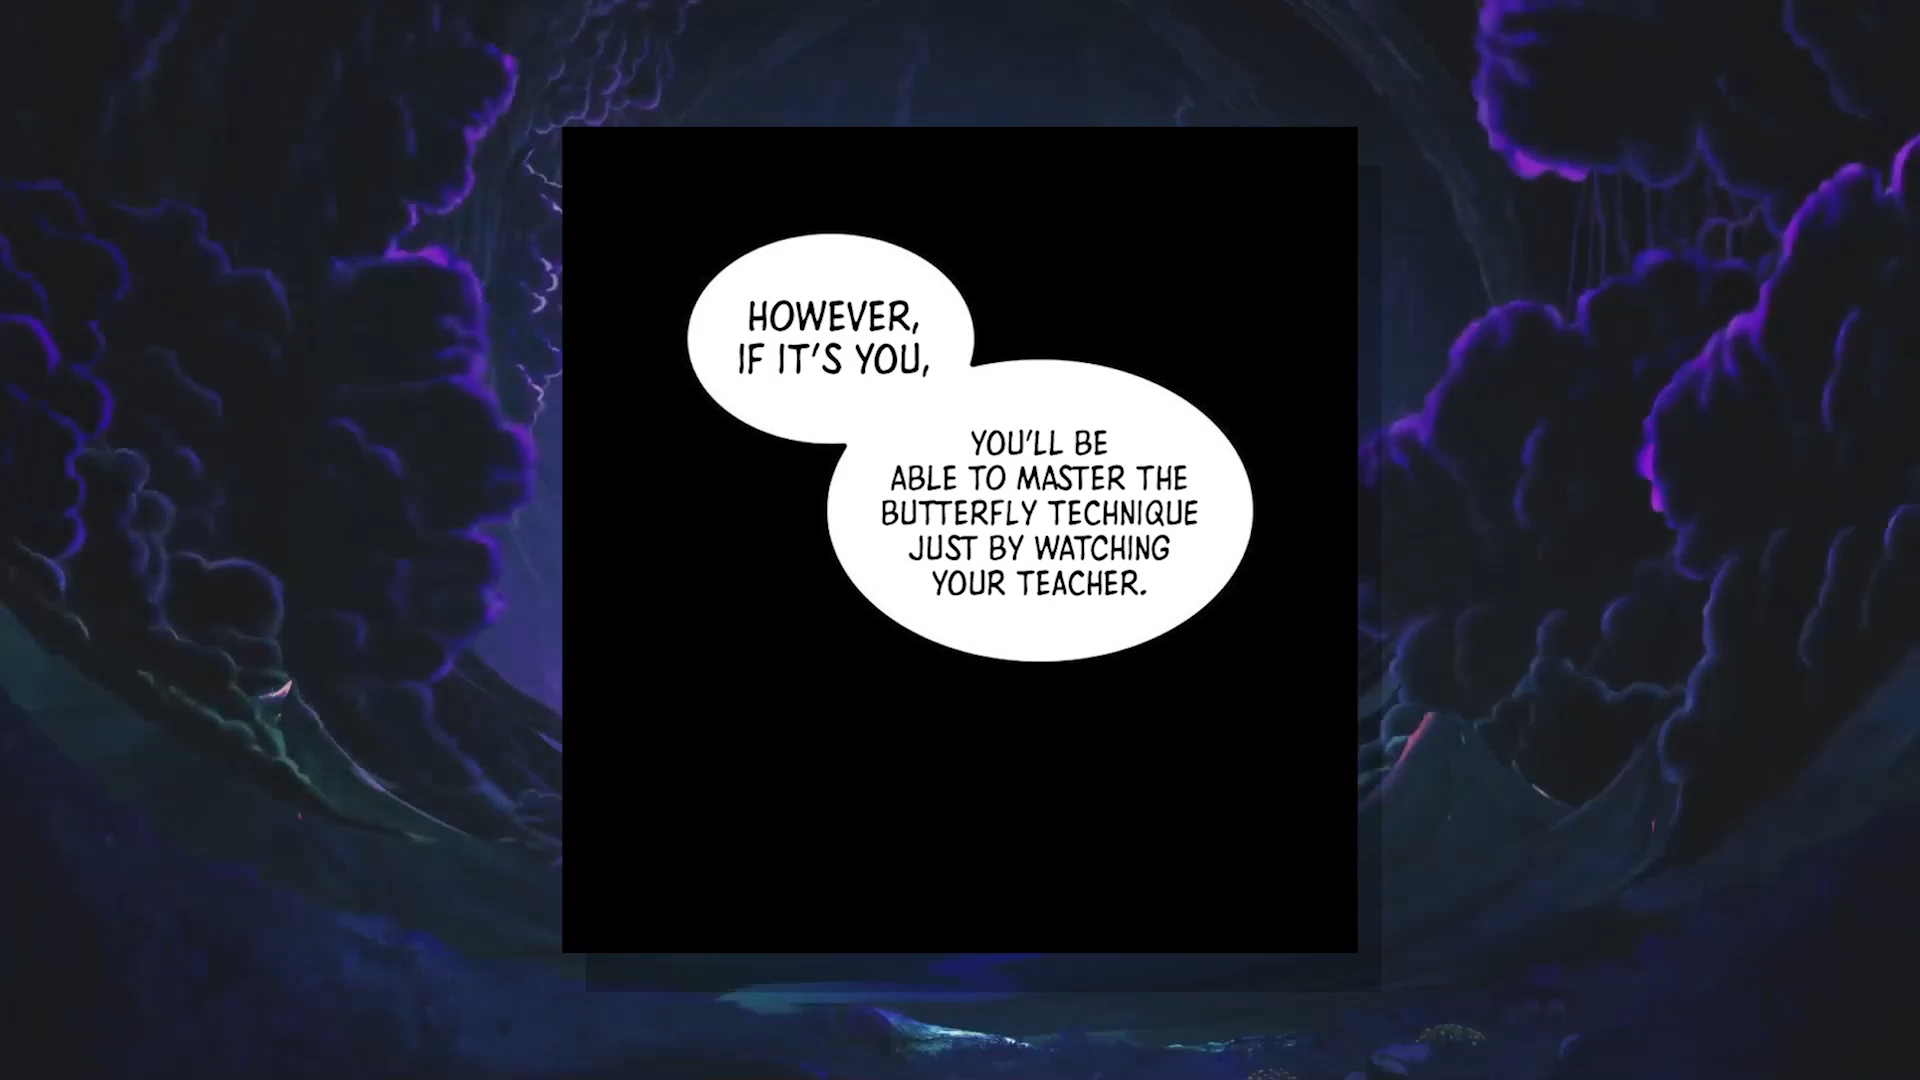 HOWEVER,
IF IT'S YOU,
YOU'LL BE
ABLE TO MASTER THE
BUTTERFLY TECHNIQUE
JUST BY WATCHING
YOUR TEACHER.